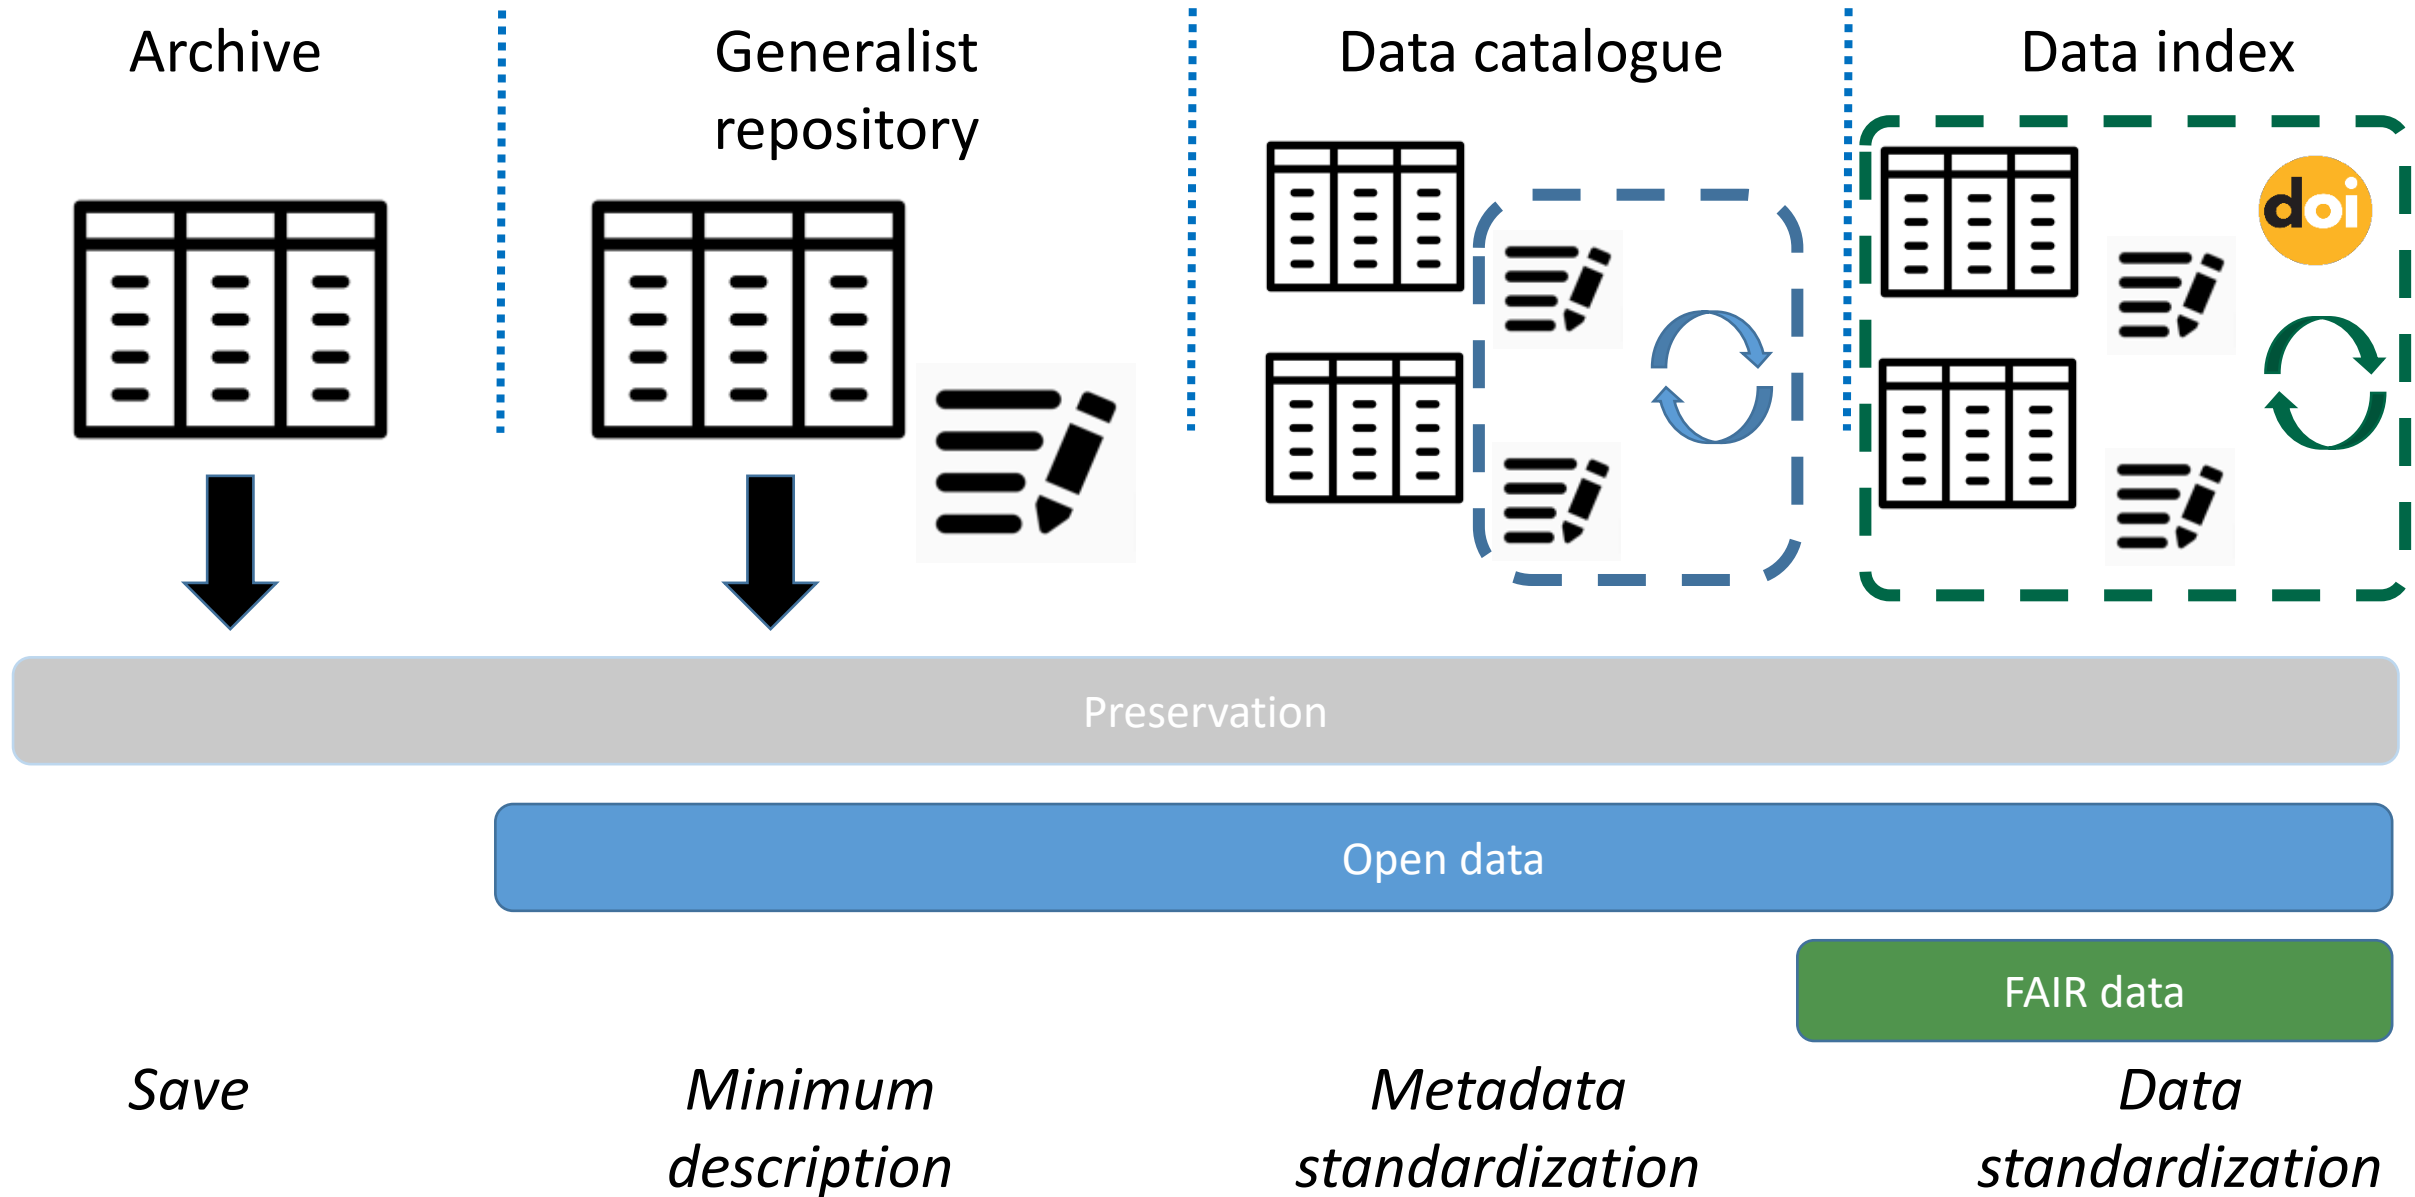 Archive
Generalist
repository
Data catalogue
Data index
doi
Preservation
Open data
FAIR data
Save
Minimum
description
Metadata
standardization
Data
standardization